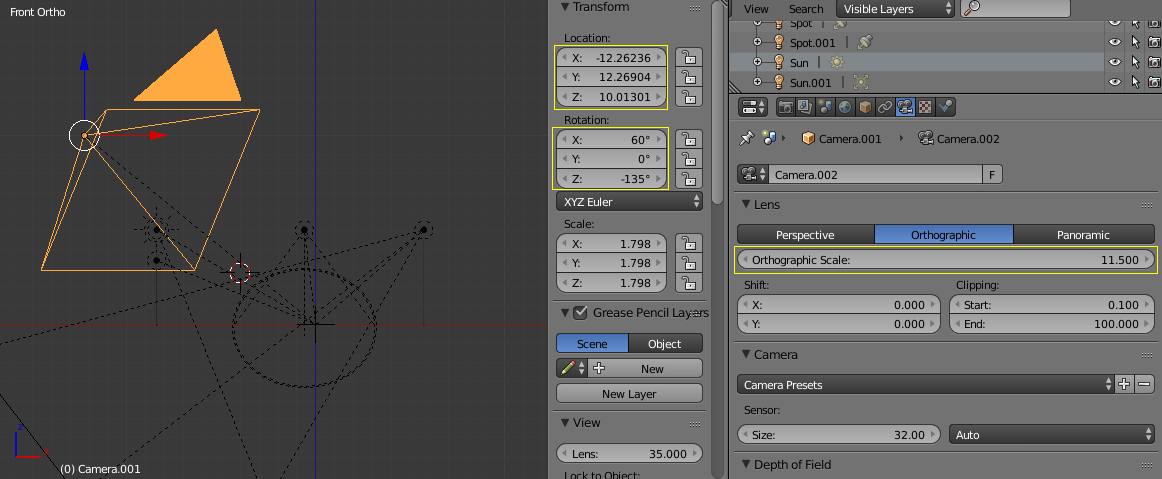 Front Ortho
z
(0) Camera.001
Transform
Location:
X: -12.26236
Y: 12.26904
Z: 10.01301
Rotation:
X: 60°
Y: 0°
Z: -135°
XYZ Euler
Scale:
X: 1.798
Y: 1.798
Z: 1.798
Grease Pencil Layers
Scene Object
New
New Layer
View
Lens: 35.000
Lock to Object:
View Search Visible Layers
Spot
Spot.001
Sun
Sun.001
Camera.001 Camera.002
Camera.002 F
Lens
Perspective Orthographic Panoramic
Orthographic Scale: 11.500
Shift: Clipping:
X: 0.000 Start: 0.100
Y: 0.000 End: 100.000
Camera
Camera Presets
Sensor:
Size: 32.00 Auto
Depth of Field